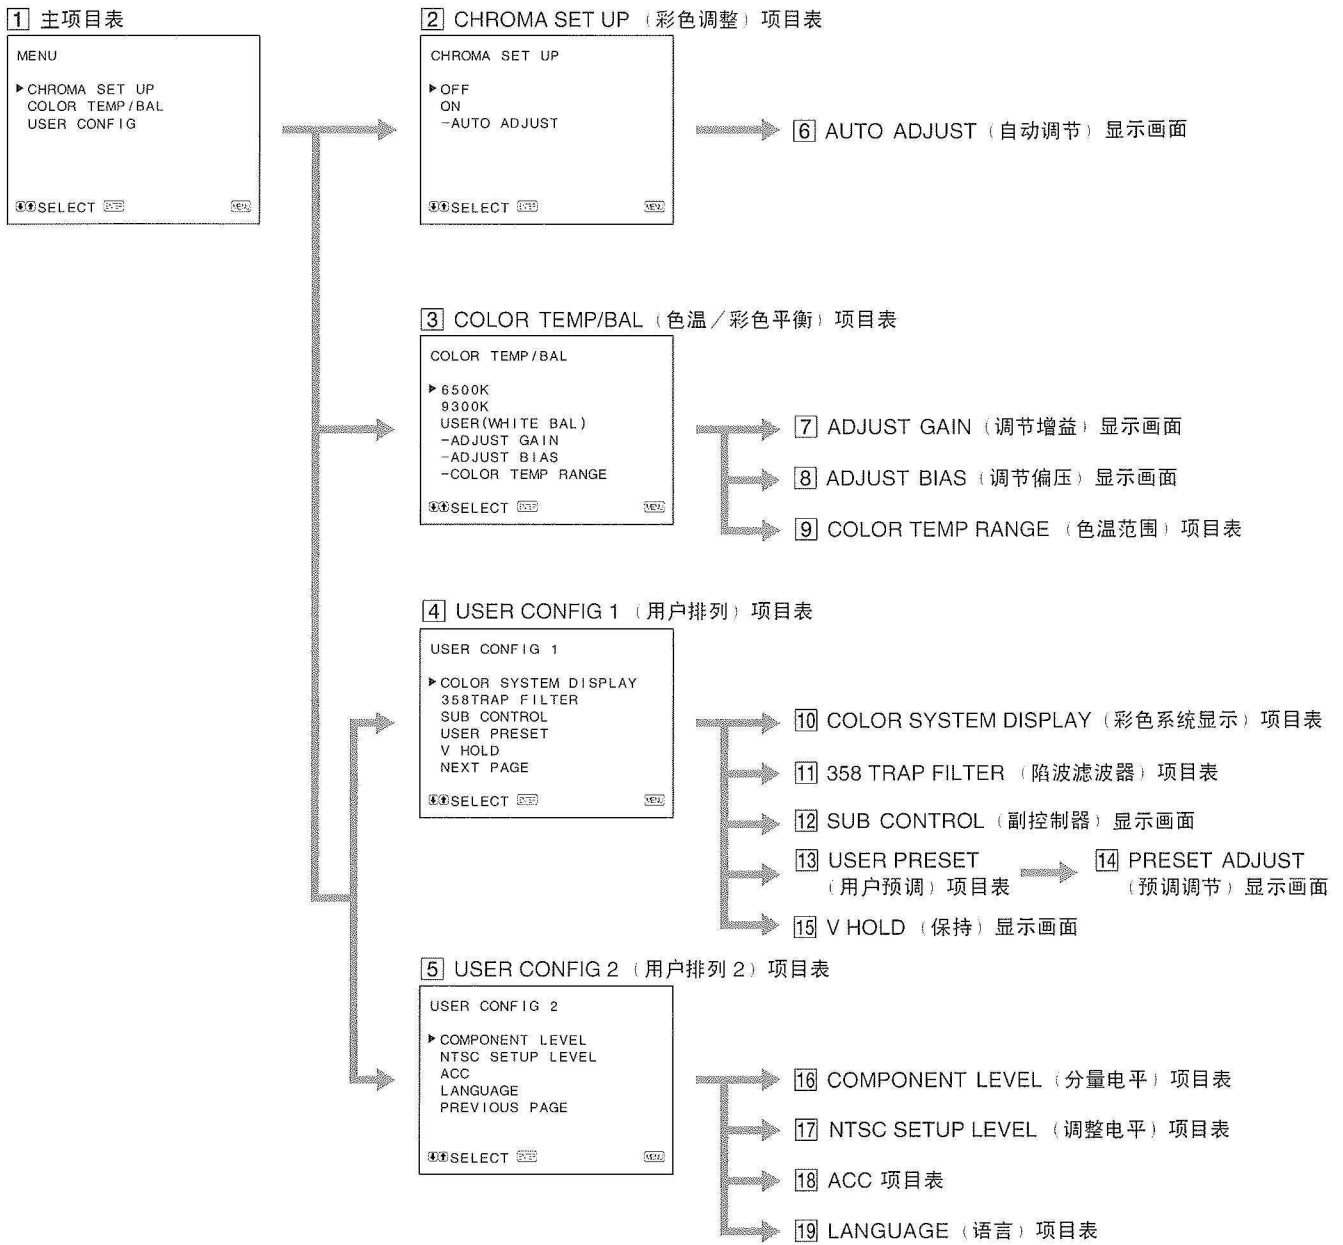 1 主项目表
MENU
▶CHROMA SET UP
COLOR TEMP/BAL
USER CONFIG
SELECT ENTER MENU
2 CHROMA SET UP（彩色调整）项目表
CHROMA SET UP
▶OFF
ON
–AUTO ADJUST
SELECT ENTER MENU
6 AUTO ADJUST（自动调节）显示画面
3 COLOR TEMP/BAL（色温／彩色平衡）项目表
COLOR TEMP/BAL
▶6500K
9300K
USER(WHITE BAL)
–ADJUST GAIN
–ADJUST BIAS
–COLOR TEMP RANGE
SELECT ENTER MENU
7 ADJUST GAIN（调节增益）显示画面
8 ADJUST BIAS（调节偏压）显示画面
9 COLOR TEMP RANGE（色温范围）项目表
4 USER CONFIG 1（用户排列）项目表
USER CONFIG 1
▶COLOR SYSTEM DISPLAY
358TRAP FILTER
SUB CONTROL
USER PRESET
V HOLD
NEXT PAGE
SELECT ENTER MENU
10 COLOR SYSTEM DISPLAY（彩色系统显示）项目表
11 358 TRAP FILTER（陷波滤波器）项目表
12 SUB CONTROL（副控制器）显示画面
13 USER PRESET
（用户预调）项目表
14 PRESET ADJUST
（预调调节）显示画面
15 V HOLD（保持）显示画面
5 USER CONFIG 2（用户排列 2）项目表
USER CONFIG 2
▶COMPONENT LEVEL
NTSC SETUP LEVEL
ACC
LANGUAGE
PREVIOUS PAGE
SELECT ENTER MENU
16 COMPONENT LEVEL（分量电平）项目表
17 NTSC SETUP LEVEL（调整电平）项目表
18 ACC 项目表
19 LANGUAGE（语言）项目表